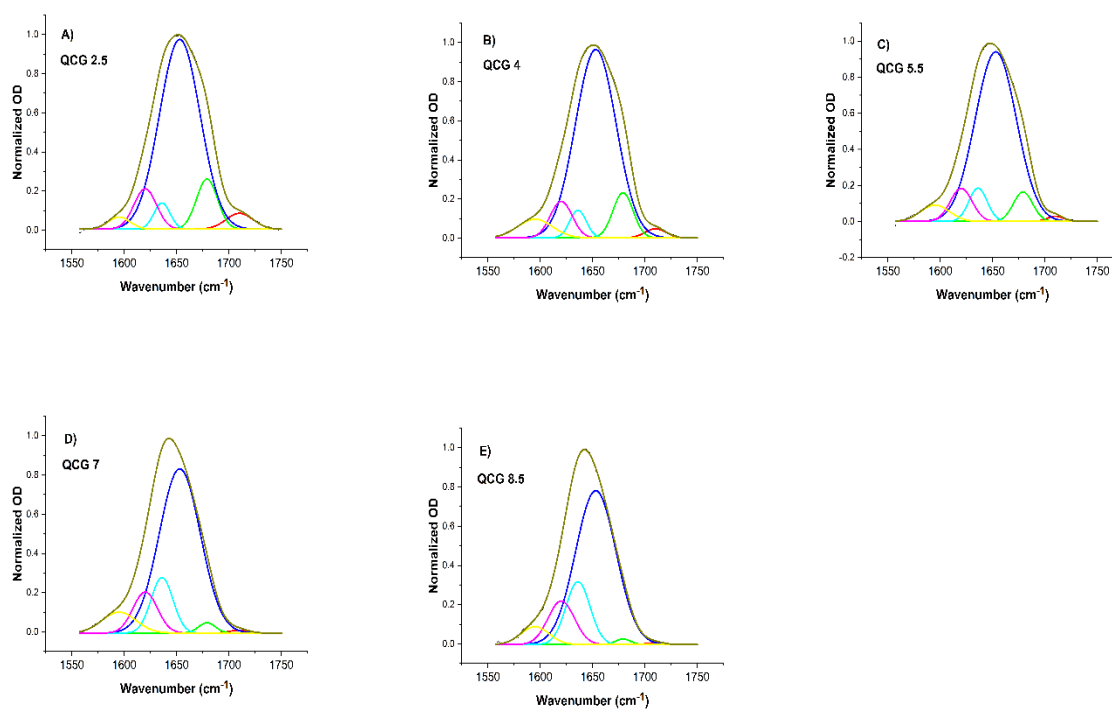 A)
QCG 2.5
1.0
0.8
0.6
0.4
0.2
0.0
Normalized OD
1550 1600 1650 1700 1750
Wavenumber (cm-1)
B)
QCG 4
1.0
0.8
0.6
0.4
0.2
0.0
Normalized OD
1550 1600 1650 1700 1750
Wavenumber (cm-1)
C)
QCG 5.5
1.0
0.8
0.6
0.4
0.2
0.0
-0.2
Normalized OD
1550 1600 1650 1700 1750
Wavenumber (cm-1)
D)
QCG 7
1.0
0.8
0.6
0.4
0.2
0.0
Normalized OD
1550 1600 1650 1700 1750
Wavenumber (cm-1)
E)
QCG 8.5
1.0
0.8
0.6
0.4
0.2
0.0
Normalized OD
1550 1600 1650 1700 1750
Wavenumber (cm-1)